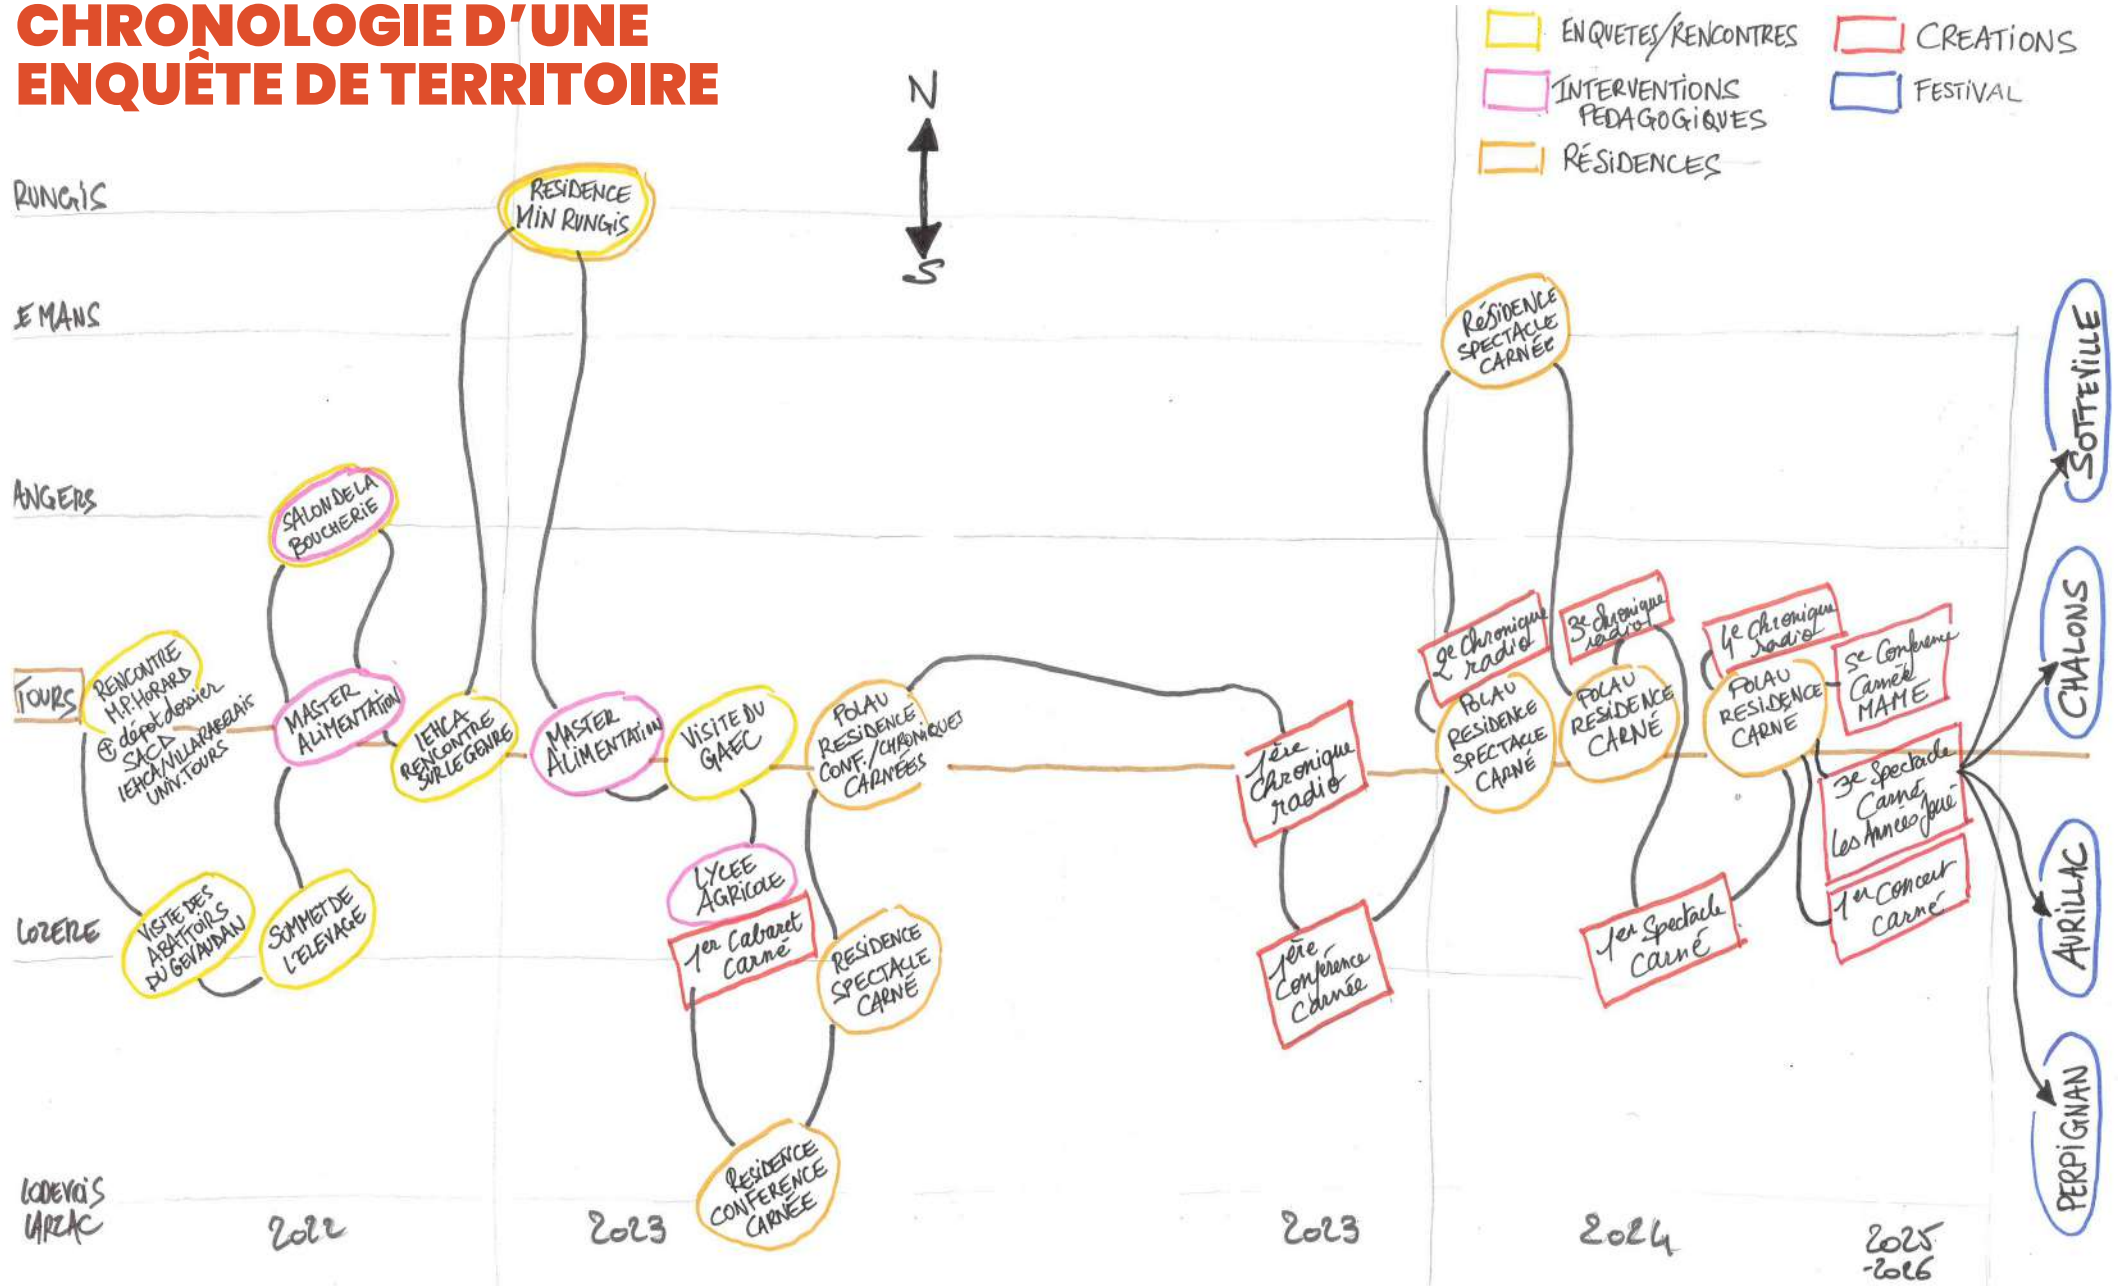 CHRONOLOGIE D'UNE
ENQUÊTE DE TERRITOIRE
ENQUETES/RENCONTRES
INTERVENTIONS
PEDAGOGIQUES
RÉSIDENCES
CREATIONS
FESTIVAL
N
S
RUNGIS
E MANS
ANGERS
TOURS
LOZERE
LODEVOIS
LARZAC
RENCONTRE
M.P. HORARD
+ dépot dossier
SACD
IEHCA/VILLARABELAIS
UNIV. TOURS
VISITE DES
ABATTOIRS
DU GEVAUDAN
SOMMET DE
L'ELEVAGE
MASTER
ALIMENTATION
SALON DE LA
BOUCHERIE
IEHCA
RENCONTRE
SUR LE GENRE
RESIDENCE
MIN RUNGIS
MASTER
ALIMENTATION
VISITE DU
GAEC
LYCEE
AGRICOLE
1er Cabaret
Carné
RESIDENCE
CONFERENCE
CARNÉE
RESIDENCE
SPECTACLE
CARNÉ
POLAU
RESIDENCE
CONF./CHRONIQUES
CARNÉES
1ère
Chronique
radio
1ère
Conférence
Carnée
2e Chronique
radio
POLAU
RESIDENCE
SPECTACLE
CARNÉ
RÉSIDENCE
SPECTACLE
CARNÉE
3e Chronique
radio
POLAU
RESIDENCE
CARNÉ
1er Spectacle
Carné
4e Chronique
radio
POLAU
RESIDENCE
CARNE
5e Conference
Carnée
MAME
3e Spectacle
Carné
Les Années Joué
1er Concert
Carné
SOTTEVILLE
CHALONS
AURILLAC
PERPIGNAN
2022
2023
2023
2024
2025
-2026